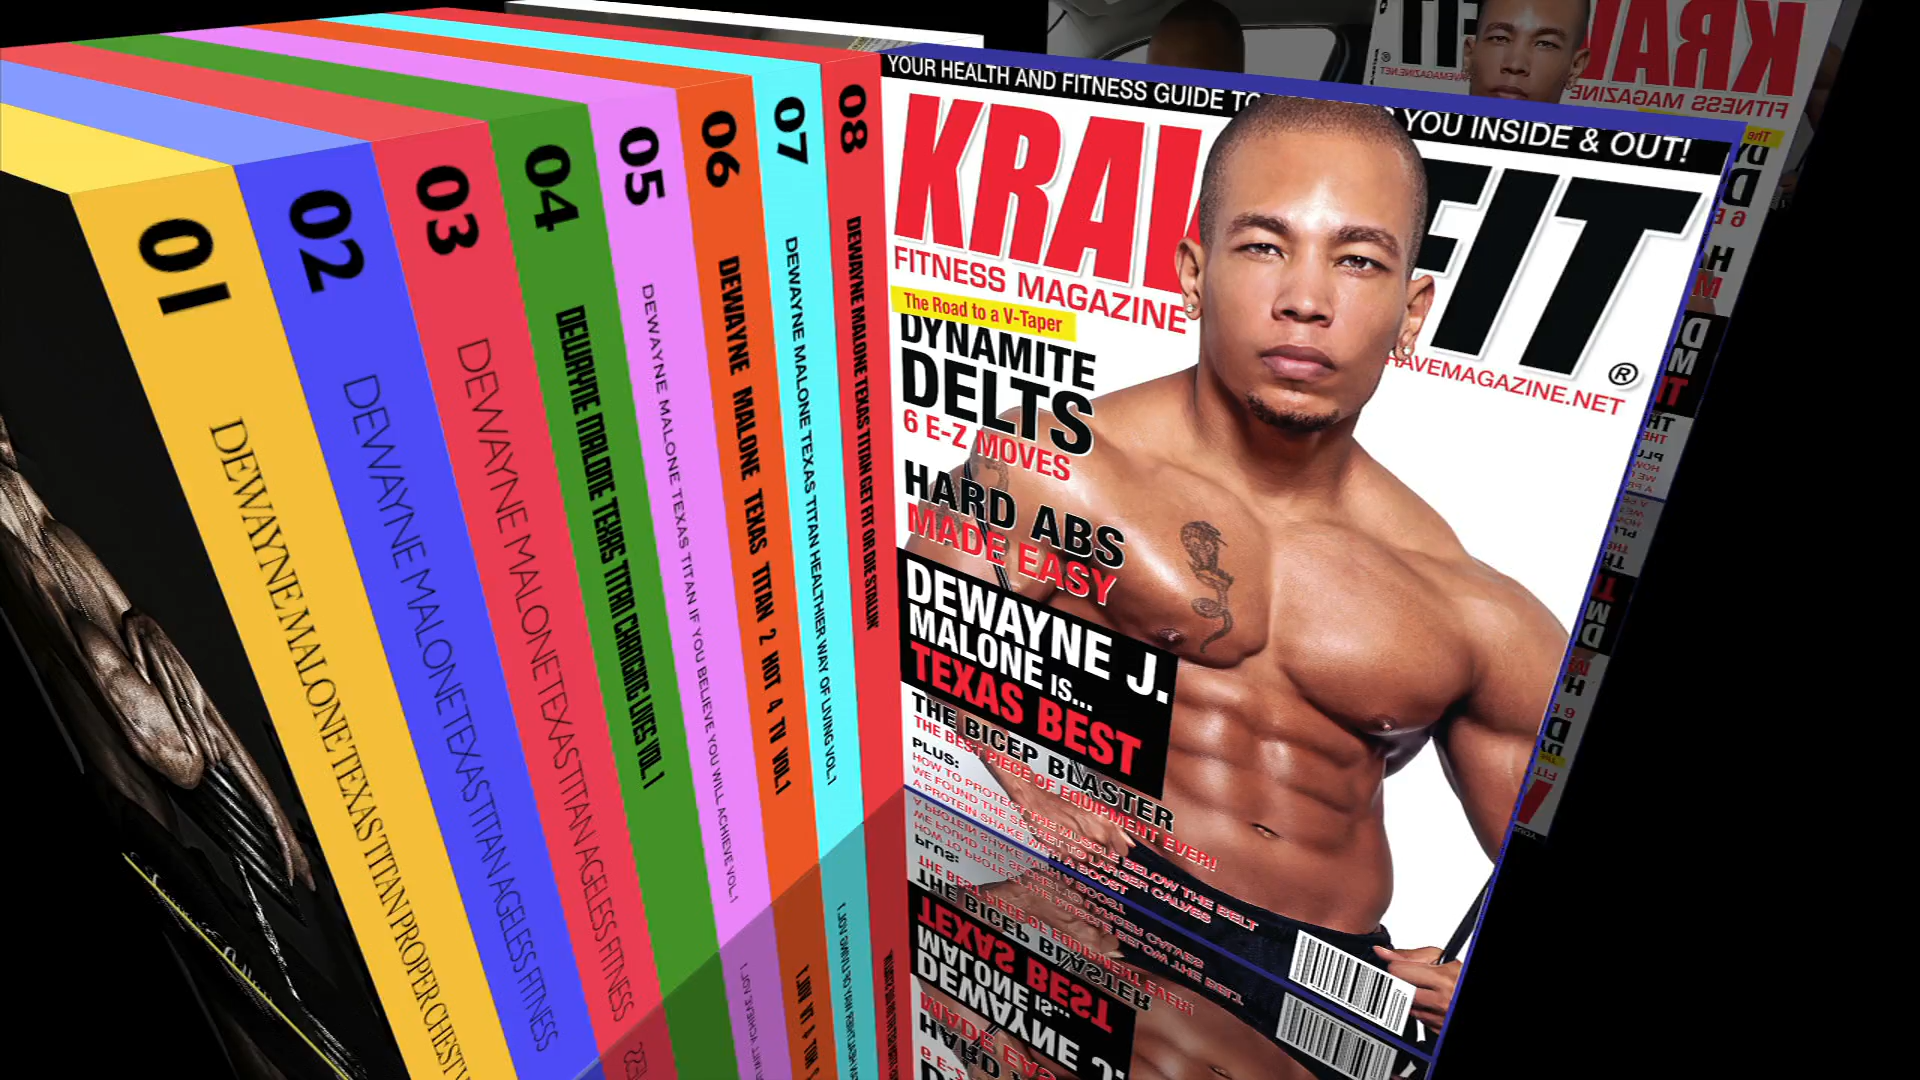 01
DEWAYNE MALONE TEXAS TITAN PROPER CHEST
02
DEWAYNE MALONE TEXAS TITAN AGELESS FITNESS
03
DEWAYNE MALONE TEXAS TITAN AGELESS FITNESS
04
DEWAYNE MALONE TEXAS TITAN CHANGING LIVES VOL.1
05
DEWAYNE MALONE TEXAS TITAN IF YOU BELIEVE YOU WILL ACHIEVE VOL.1
06
DEWAYNE MALONE TEXAS TITAN 2 HOT 4 TV VOL.1
07
DEWAYNE MALONE TEXAS TITAN HEALTHIER WAY OF LIVING VOL.1
08
DEWAYNE MALONE TEXAS TITAN GET FIT OR DIE
YOUR HEALTH AND FITNESS GUIDE YOU INSIDE & OUT!
FIT®
FITNESS MAGAZINE
RAVEMAGAZINE.NET
The Road to a V-Taper
DYNAMITE
DELTS
6 E-Z MOVES
HARD ABS
MADE EASY
DEWAYNE J.
MALONE IS...
TEXAS BEST
THE BICEP BLASTER
THE BEST PIECE OF EQUIPMENT EVER!
PLUS:
HOW TO PROTECT THE MUSCLE BELOW THE BELT
WE FOUND THE SECRET TO LARGER CALVES
A PROTEIN SHAKE WITH A BOOST